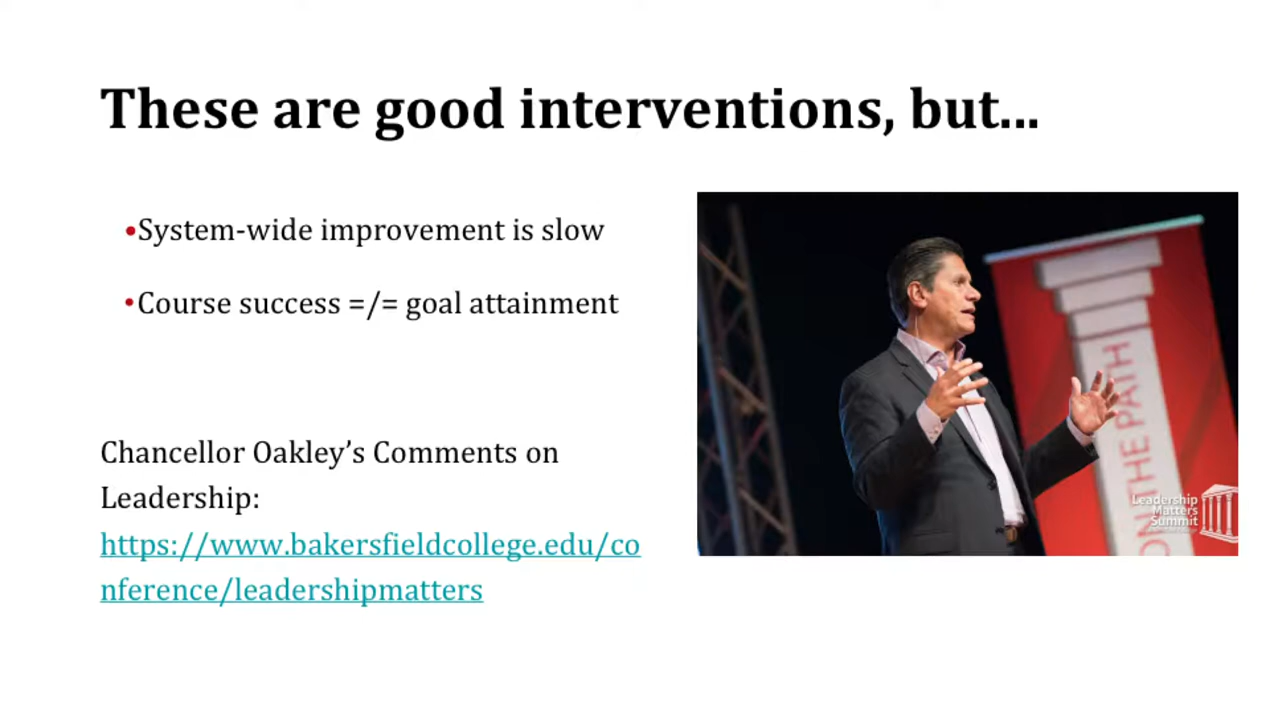 These are good interventions, but...
•System-wide improvement is slow
•Course success =/= goal attainment
Chancellor Oakley’s Comments on
Leadership:
https://www.bakersfieldcollege.edu/co
nference/leadershipmatters
ON THE PATH
Leadership
Matters
Summit